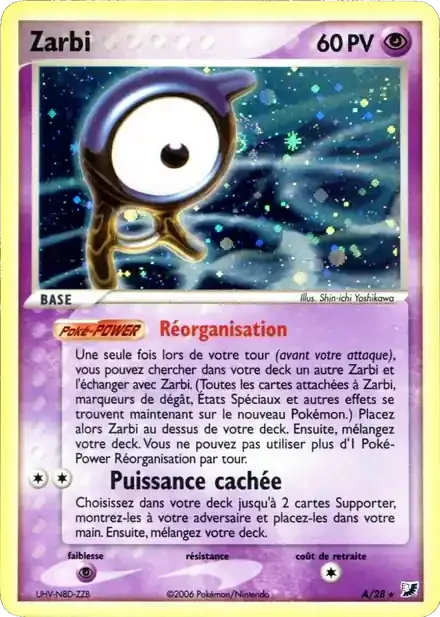 Zarbi 60 PV
BASE Illus. Shin-ichi Yoshikawa
Poké-POWER Réorganisation
Une seule fois lors de votre tour (avant votre attaque),
vous pouvez chercher dans votre deck un autre Zarbi et
l'échanger avec Zarbi. (Toutes les cartes attachées à Zarbi,
marqueurs de dégât, États Spéciaux et autres effets se
trouvent maintenant sur le nouveau Pokémon.) Placez
alors Zarbi au dessus de votre deck. Ensuite, mélangez
votre deck. Vous ne pouvez pas utiliser plus d'1 Poké-
Power Réorganisation par tour.
Puissance cachée
Choisissez dans votre deck jusqu'à 2 cartes Supporter,
montrez-les à votre adversaire et placez-les dans votre
main. Ensuite, mélangez votre deck.
faiblesse résistance coût de retraite
UHV-NBD-ZZB ©2006 Pokémon/Nintendo A/28 ★